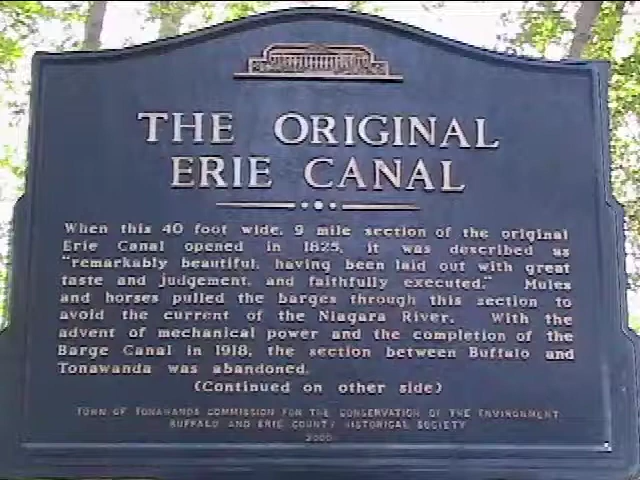 THE ORIGINAL
ERIE CANAL
When this 40 foot wide, 9 mile section of the original
Erie Canal opened in 1825, it was described as
"remarkably beautiful, having been laid out with great
taste and judgement, and faithfully executed." Mules
and horses pulled the barges through this section to
avoid the current of the Niagara River. With the
advent of mechanical power and the completion of the
Barge Canal in 1918, the section between Buffalo and
Tonawanda was abandoned.
(Continued on other side)
TOWN OF TONAWANDA COMMISSION FOR THE CONSERVATION OF THE ENVIRONMENT
BUFFALO AND ERIE COUNTY HISTORICAL SOCIETY
2000